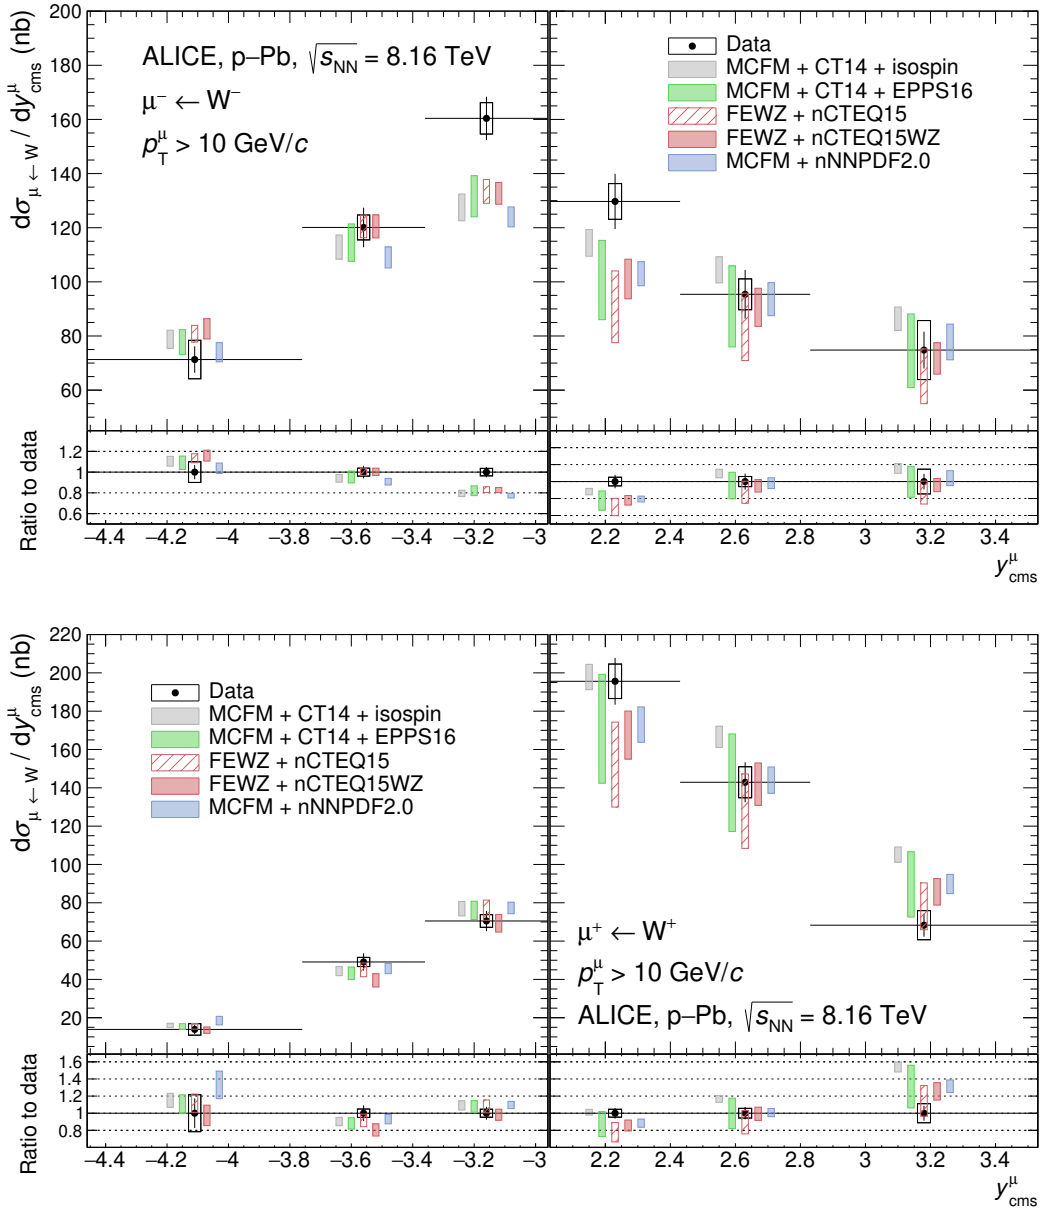 dσμ ← W / dyμcms (nb)
200
180
160
140
120
100
80
60
ALICE, p–Pb, √sNN = 8.16 TeV
μ− ← W−
pTμ > 10 GeV/c
Data
MCFM + CT14 + isospin
MCFM + CT14 + EPPS16
FEWZ + nCTEQ15
FEWZ + nCTEQ15WZ
MCFM + nNNPDF2.0
Ratio to data
1.2
1
0.8
0.6
−4.4 −4.2 −4 −3.8 −3.6 −3.4 −3.2 −3 2.2 2.4 2.6 2.8 3 3.2 3.4
yμcms
dσμ ← W / dyμcms (nb)
220
200
180
160
140
120
100
80
60
40
20
Data
MCFM + CT14 + isospin
MCFM + CT14 + EPPS16
FEWZ + nCTEQ15
FEWZ + nCTEQ15WZ
MCFM + nNNPDF2.0
μ+ ← W+
pTμ > 10 GeV/c
ALICE, p–Pb, √sNN = 8.16 TeV
Ratio to data
1.6
1.4
1.2
1
0.8
−4.4 −4.2 −4 −3.8 −3.6 −3.4 −3.2 −3 2.2 2.4 2.6 2.8 3 3.2 3.4
yμcms